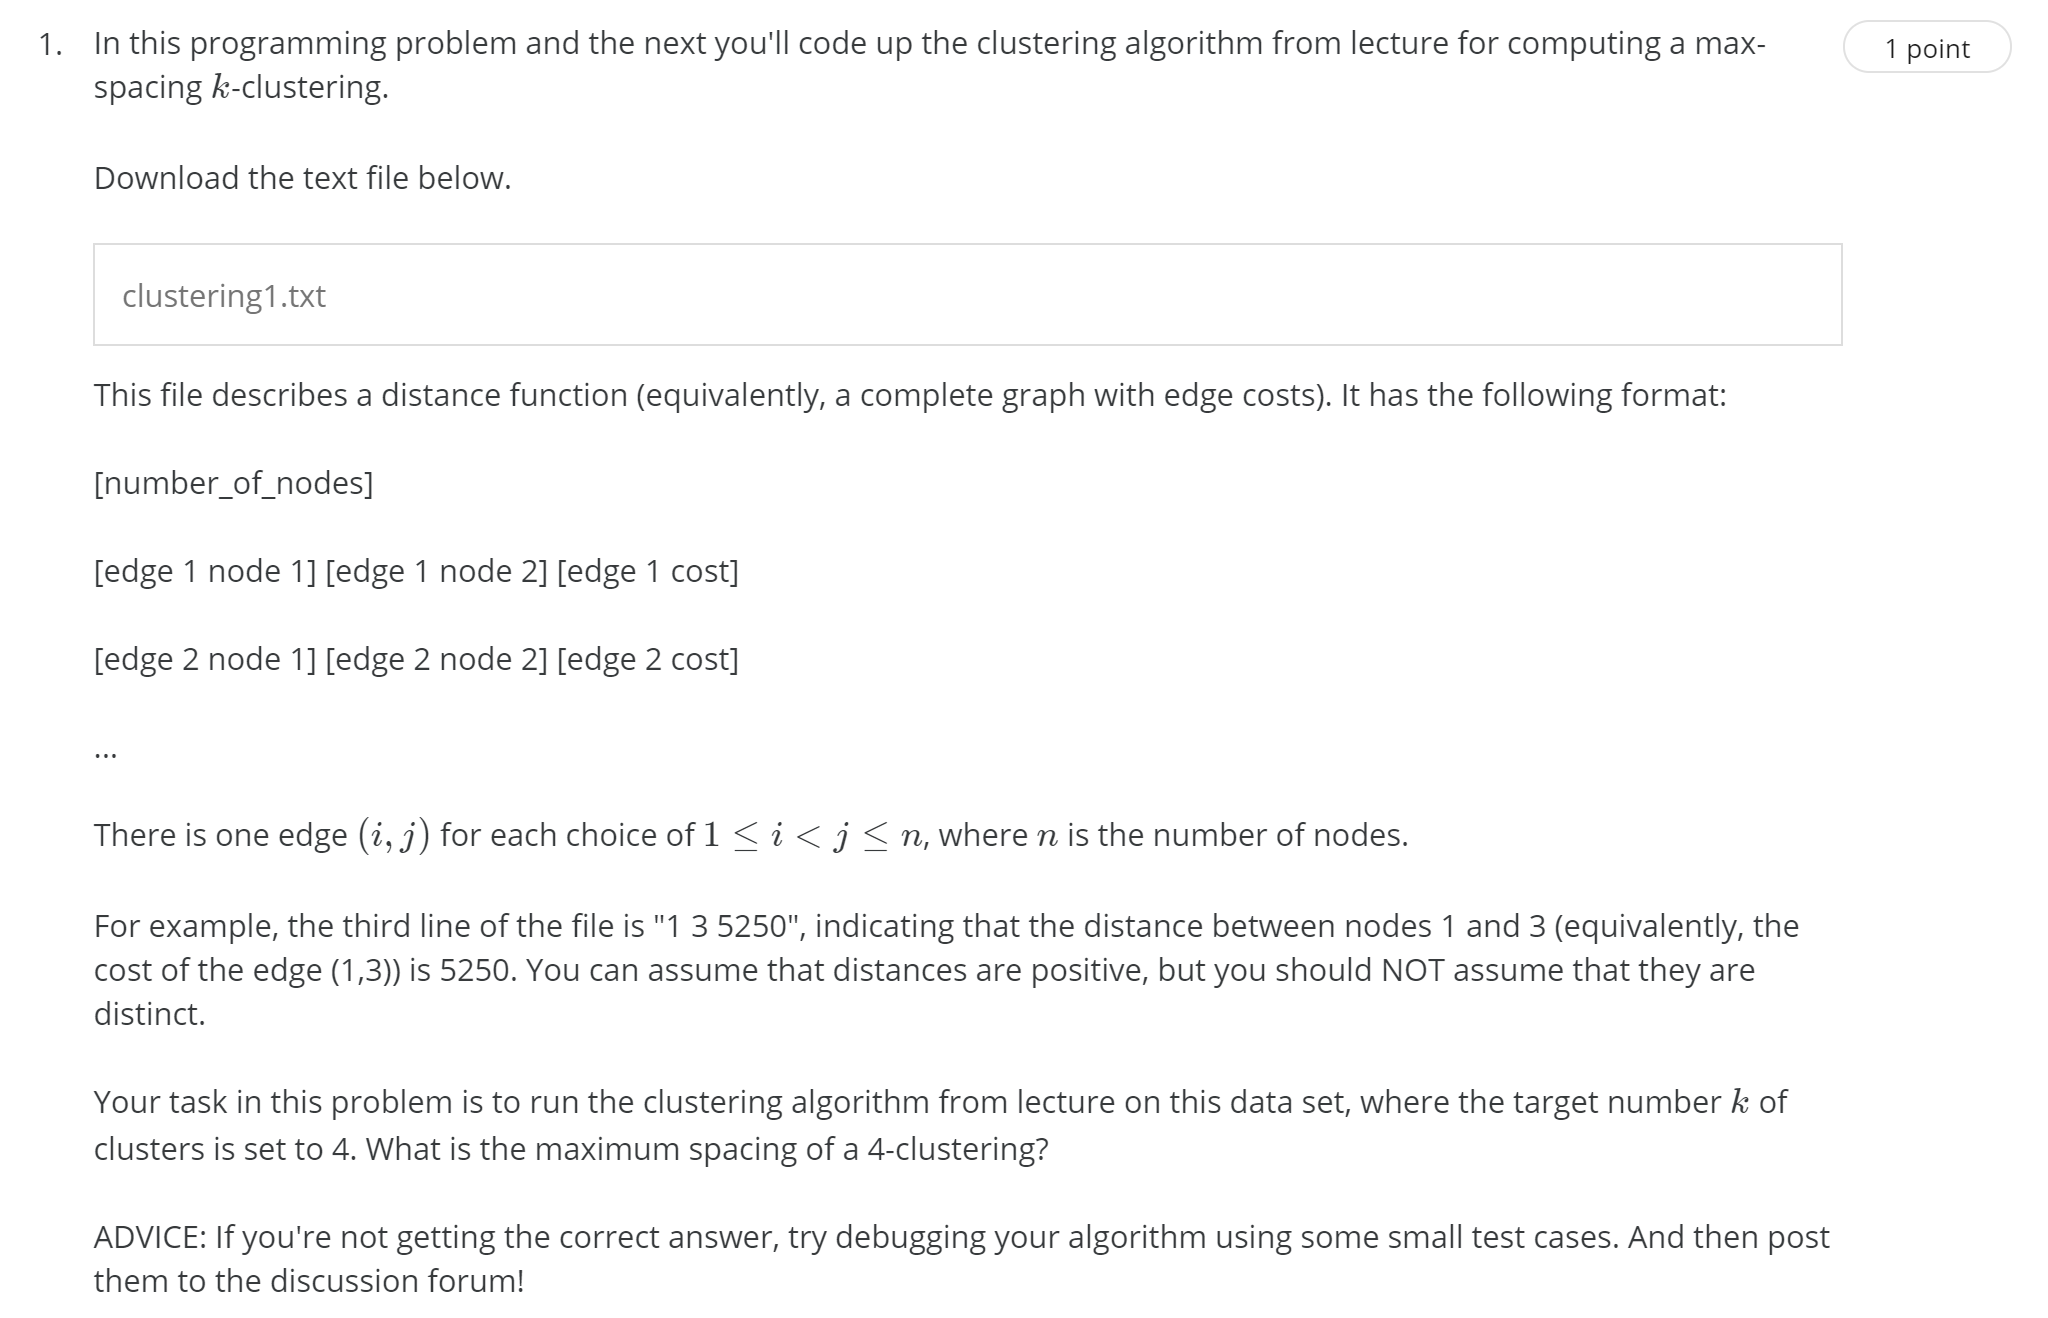 1. In this programming problem and the next you'll code up the clustering algorithm from lecture for computing a max-
1 point
spacing k-clustering.
Download the text file below.
clustering1.txt
This file describes a distance function (equivalently, a complete graph with edge costs). It has the following format:
[number_of_nodes]
[edge 1 node 1] [edge 1 node 2] [edge 1 cost]
[edge 2 node 1] [edge 2 node 2] [edge 2 cost]
...
There is one edge (i, j) for each choice of 1 ≤ i < j ≤ n, where n is the number of nodes.
For example, the third line of the file is "1 3 5250", indicating that the distance between nodes 1 and 3 (equivalently, the
cost of the edge (1,3)) is 5250. You can assume that distances are positive, but you should NOT assume that they are
distinct.
Your task in this problem is to run the clustering algorithm from lecture on this data set, where the target number k of
clusters is set to 4. What is the maximum spacing of a 4-clustering?
ADVICE: If you're not getting the correct answer, try debugging your algorithm using some small test cases. And then post
them to the discussion forum!